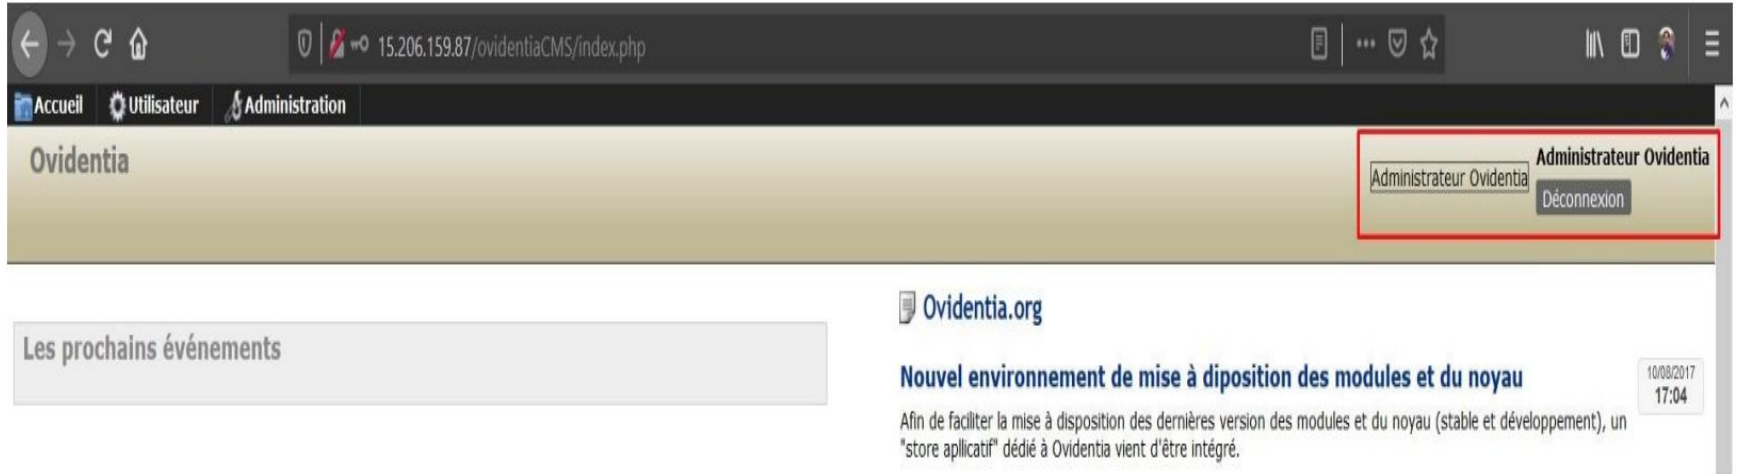 15.206.159.87/ovidentiaCMS/index.php
Accueil Utilisateur Administration
Ovidentia
Administrateur Ovidentia
Administrateur Ovidentia
Déconnexion
Les prochains événements
Ovidentia.org
Nouvel environnement de mise à diposition des modules et du noyau
10/08/2017
17:04
Afin de faciliter la mise à disposition des dernières version des modules et du noyau (stable et développement), un
"store apllicatif" dédié à Ovidentia vient d'être intégré.